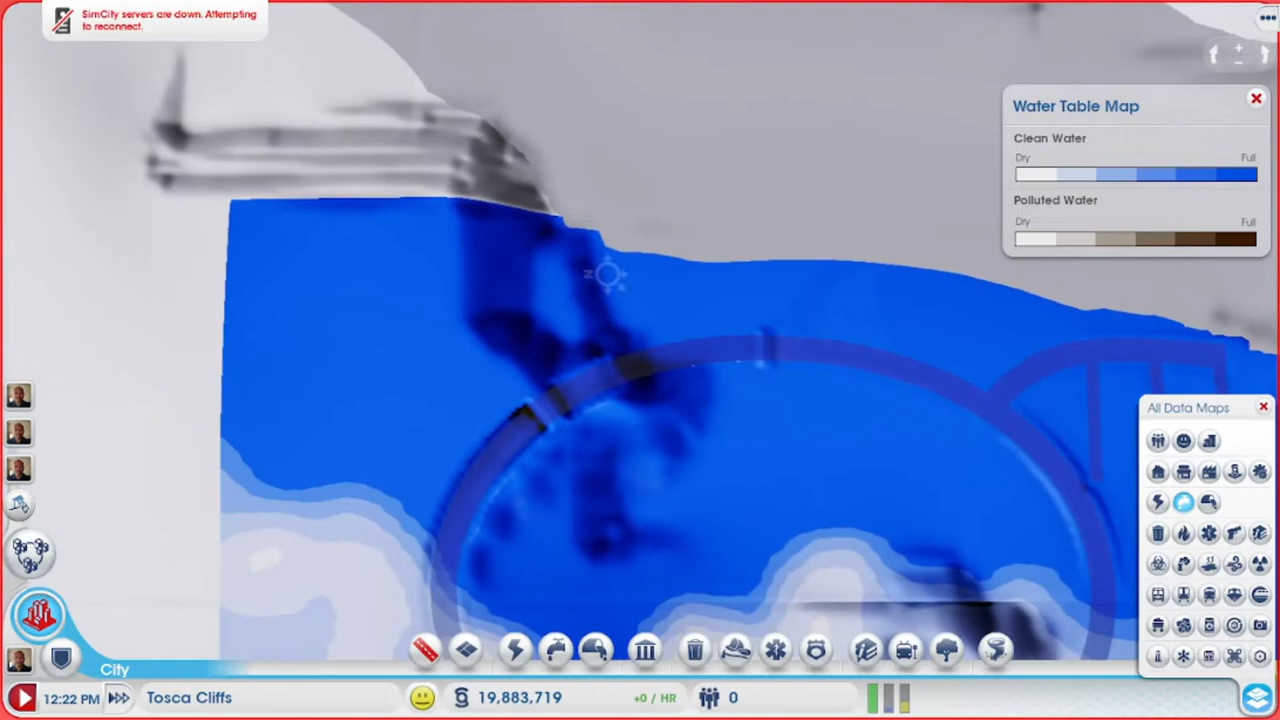 SimCity servers are down. Attempting
to reconnect.
Water Table Map
Clean Water
Dry Full
Polluted Water
Dry Full
All Data Maps
City
12:22 PM Tosca Cliffs 19,883,719 +0 / HR 0